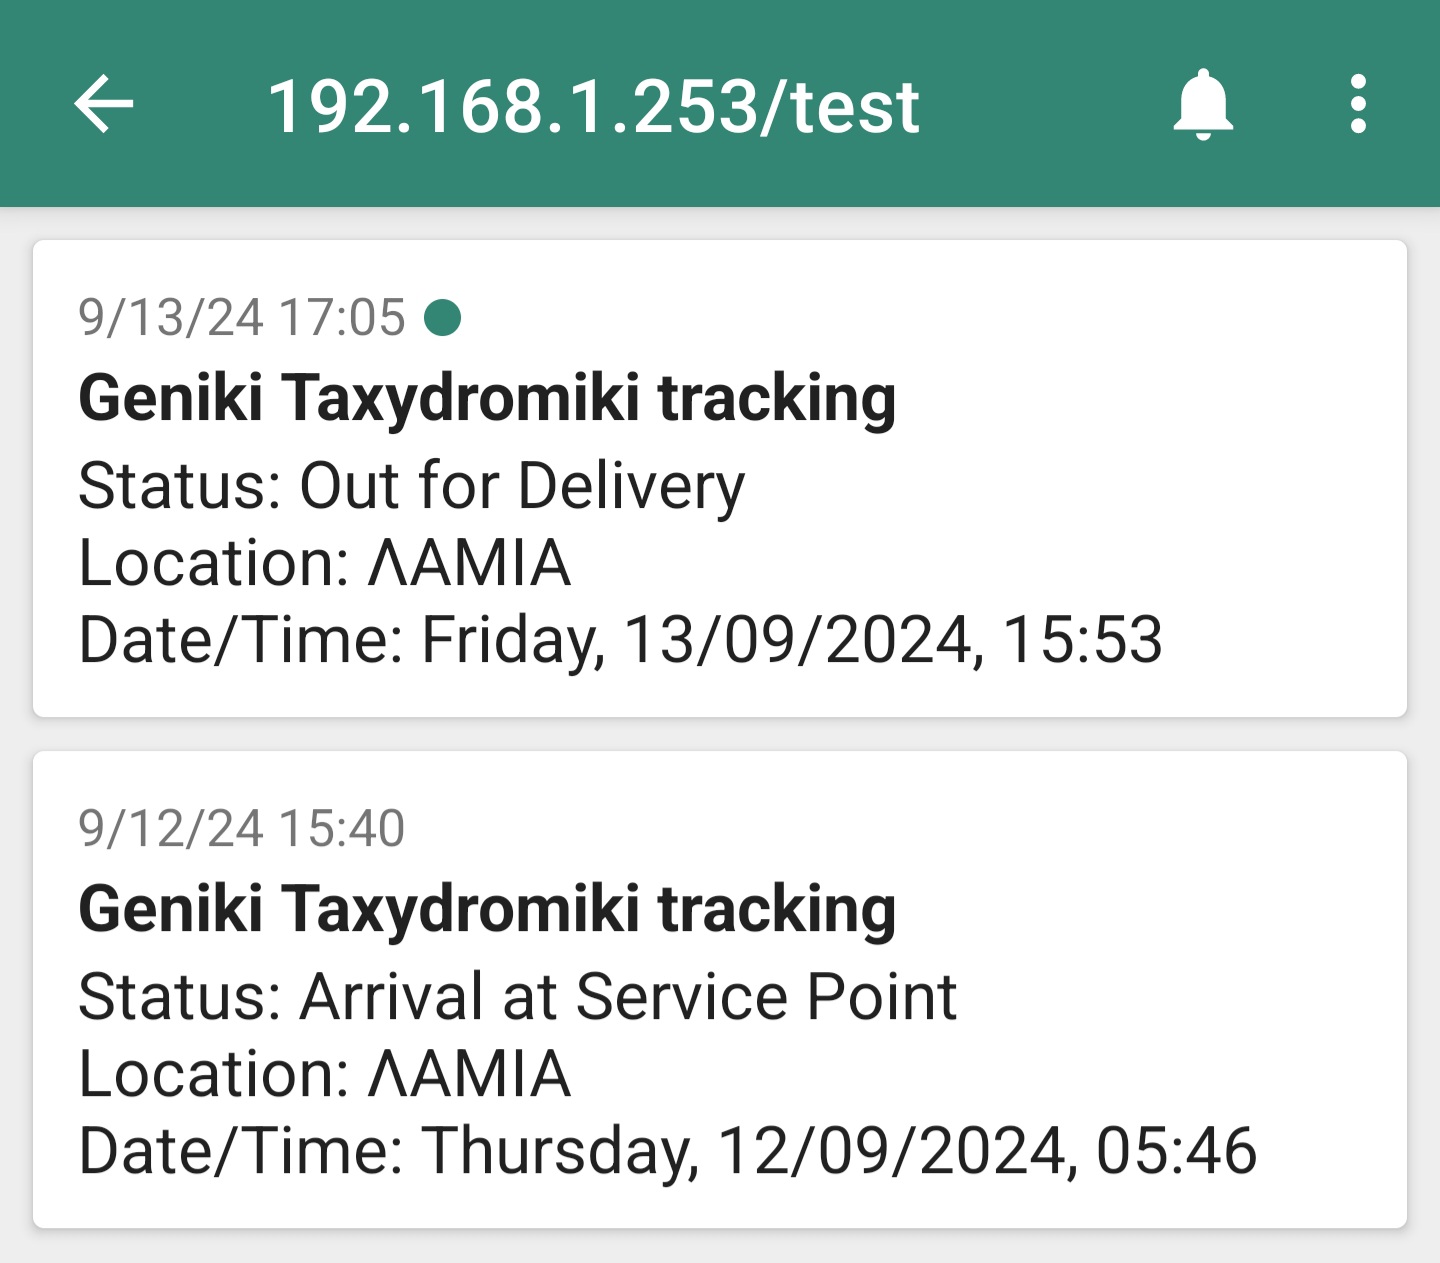 192.168.1.253/test
9/13/24 17:05
Geniki Taxydromiki tracking
Status: Out for Delivery
Location: ΛΑΜΙΑ
Date/Time: Friday, 13/09/2024, 15:53
9/12/24 15:40
Geniki Taxydromiki tracking
Status: Arrival at Service Point
Location: ΛΑΜΙΑ
Date/Time: Thursday, 12/09/2024, 05:46